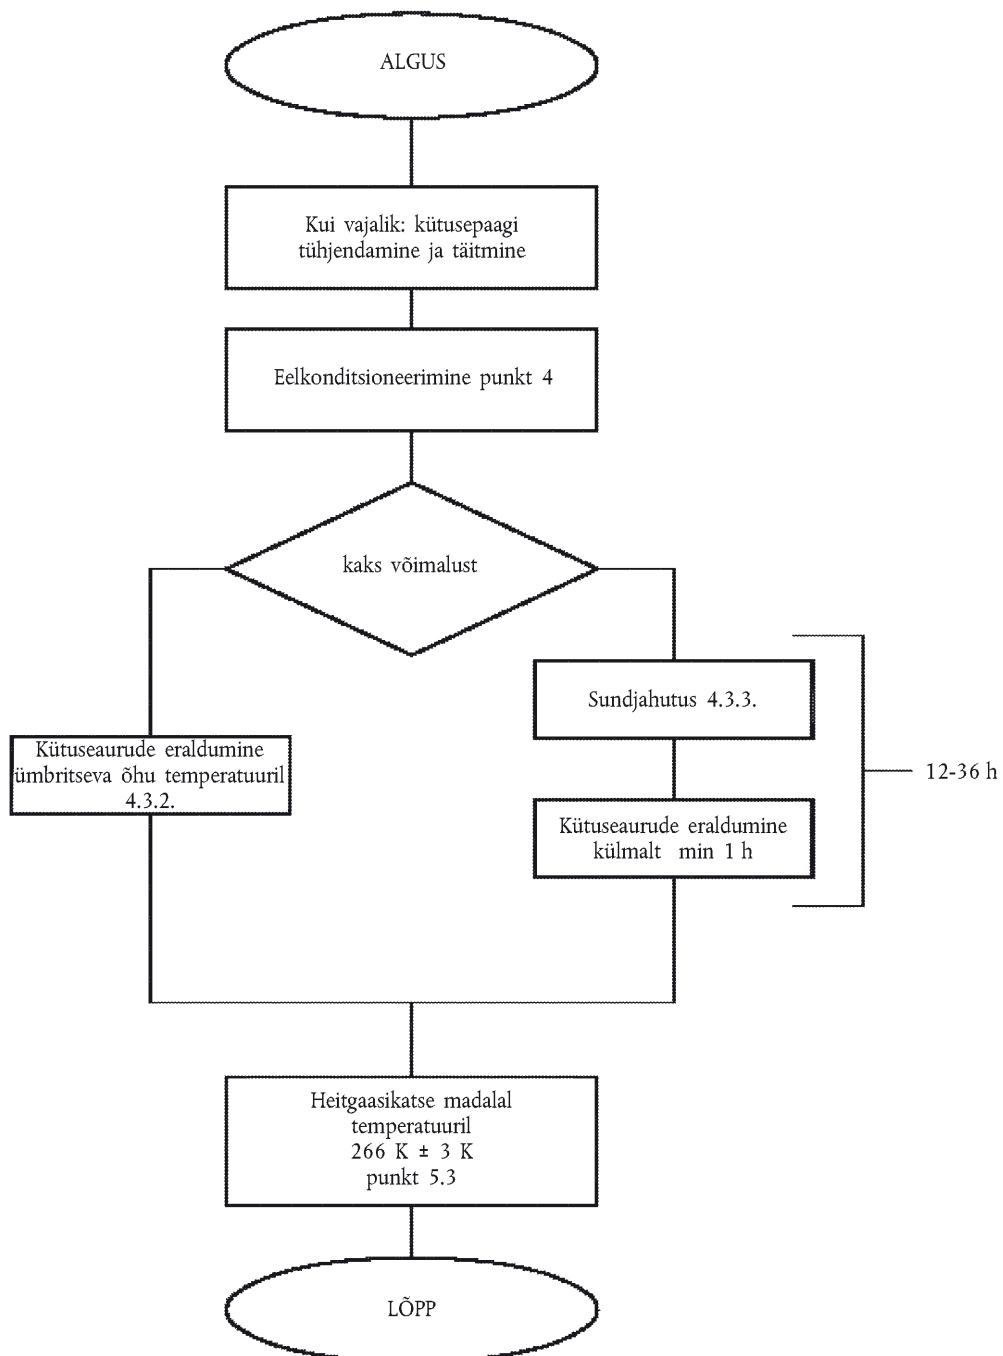 ALGUS
Kui vajalik: kütusepaagi
tühjendamine ja täitmine
Eelkonditsioneerimine punkt 4
kaks võimalust
Sundjahutus 4.3.3.
Kütuseaurude eraldumine
ümbritseva õhu temperatuuril
4.3.2.
12-36 h
Kütuseaurude eraldumine
külmalt min 1 h
Heitgaasikatse madalal
temperatuuril
266 K ± 3 K
punkt 5.3
LÕPP